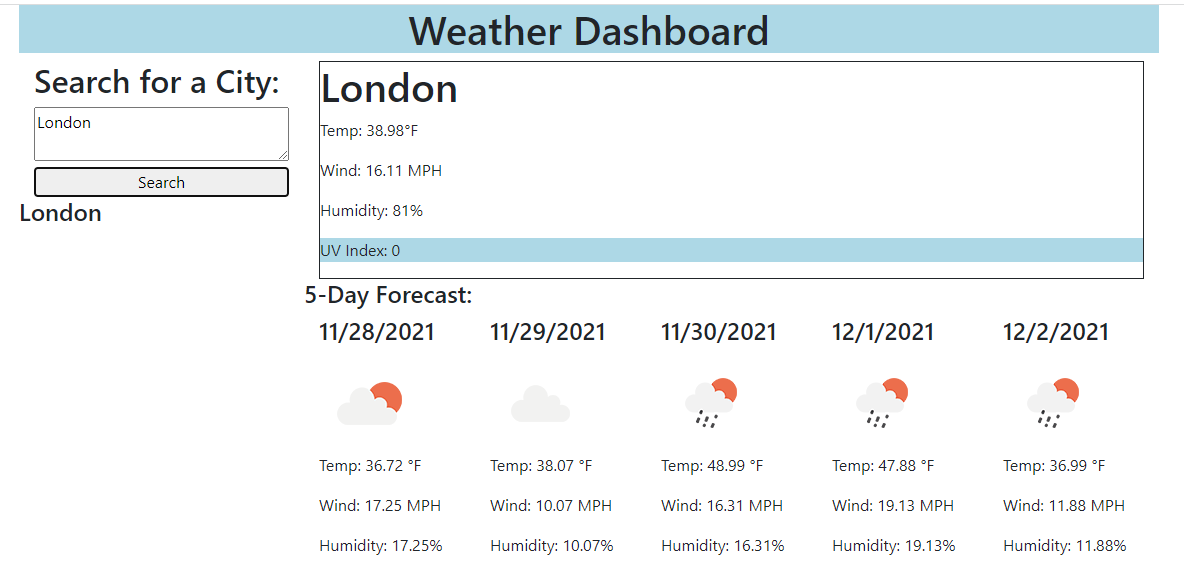 Weather Dashboard
Search for a City:
London
Search
London
London
Temp: 38.98°F
Wind: 16.11 MPH
Humidity: 81%
UV Index: 0
5-Day Forecast:
11/28/2021 11/29/2021 11/30/2021 12/1/2021 12/2/2021
Temp: 36.72 °F Temp: 38.07 °F Temp: 48.99 °F Temp: 47.88 °F Temp: 36.99 °F
Wind: 17.25 MPH Wind: 10.07 MPH Wind: 16.31 MPH Wind: 19.13 MPH Wind: 11.88 MPH
Humidity: 17.25% Humidity: 10.07% Humidity: 16.31% Humidity: 19.13% Humidity: 11.88%